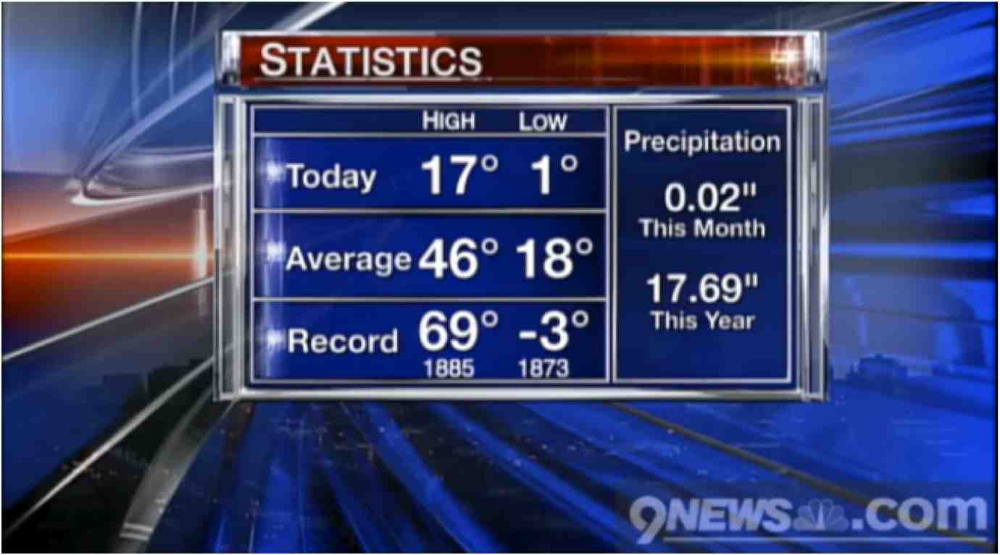 STATISTICS
HIGH LOW
Today 17° 1°
Average 46° 18°
Record 69° -3°
1885 1873
Precipitation
0.02"
This Month
17.69"
This Year
9NEWS.com